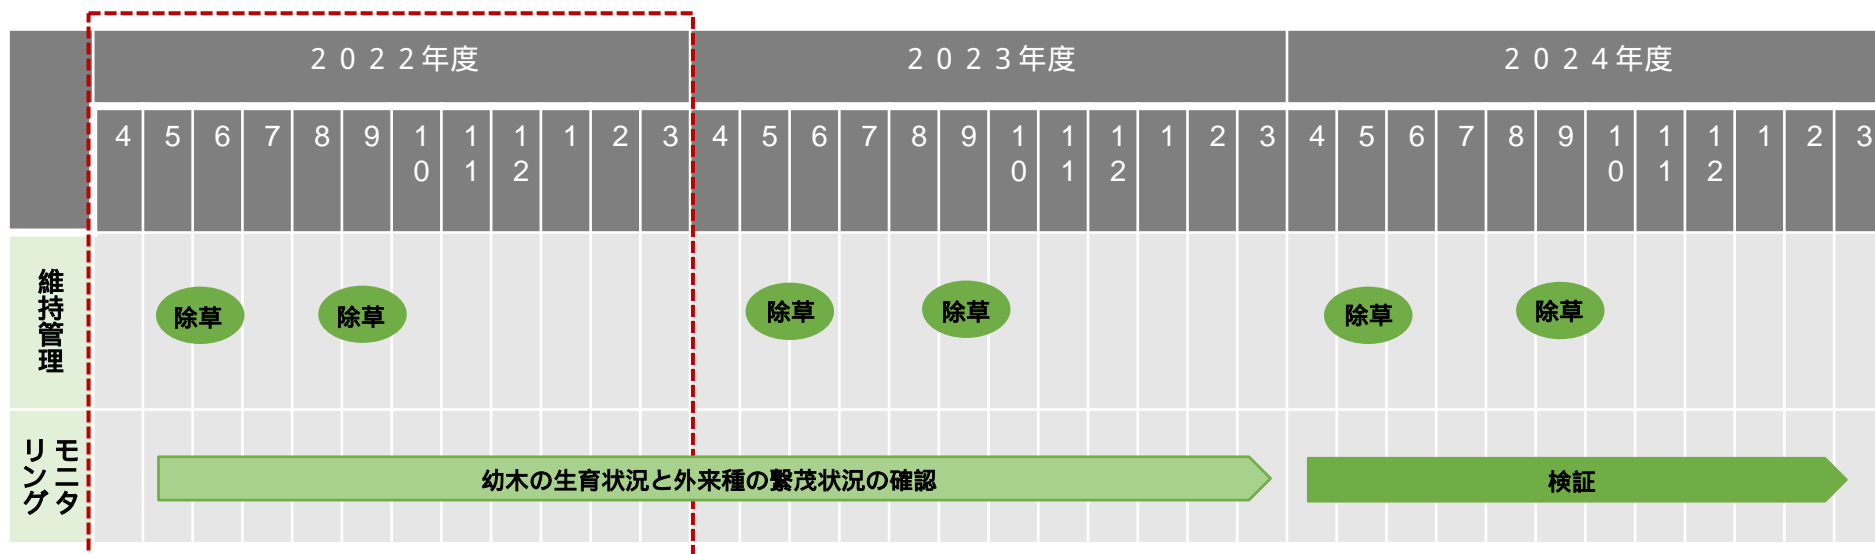 ２０２２年度
２０２３年度
２０２４年度
4 5 6 7 8 9 10 11 12 1 2 3 4 5 6 7 8 9 10 11 12 1 2 3 4 5 6 7 8 9 10 11 12 1 2 3
維持管理
除草 除草 除草 除草 除草 除草
モニタ
リング
幼木の生育状況と外来種の繋茂状況の確認
検証